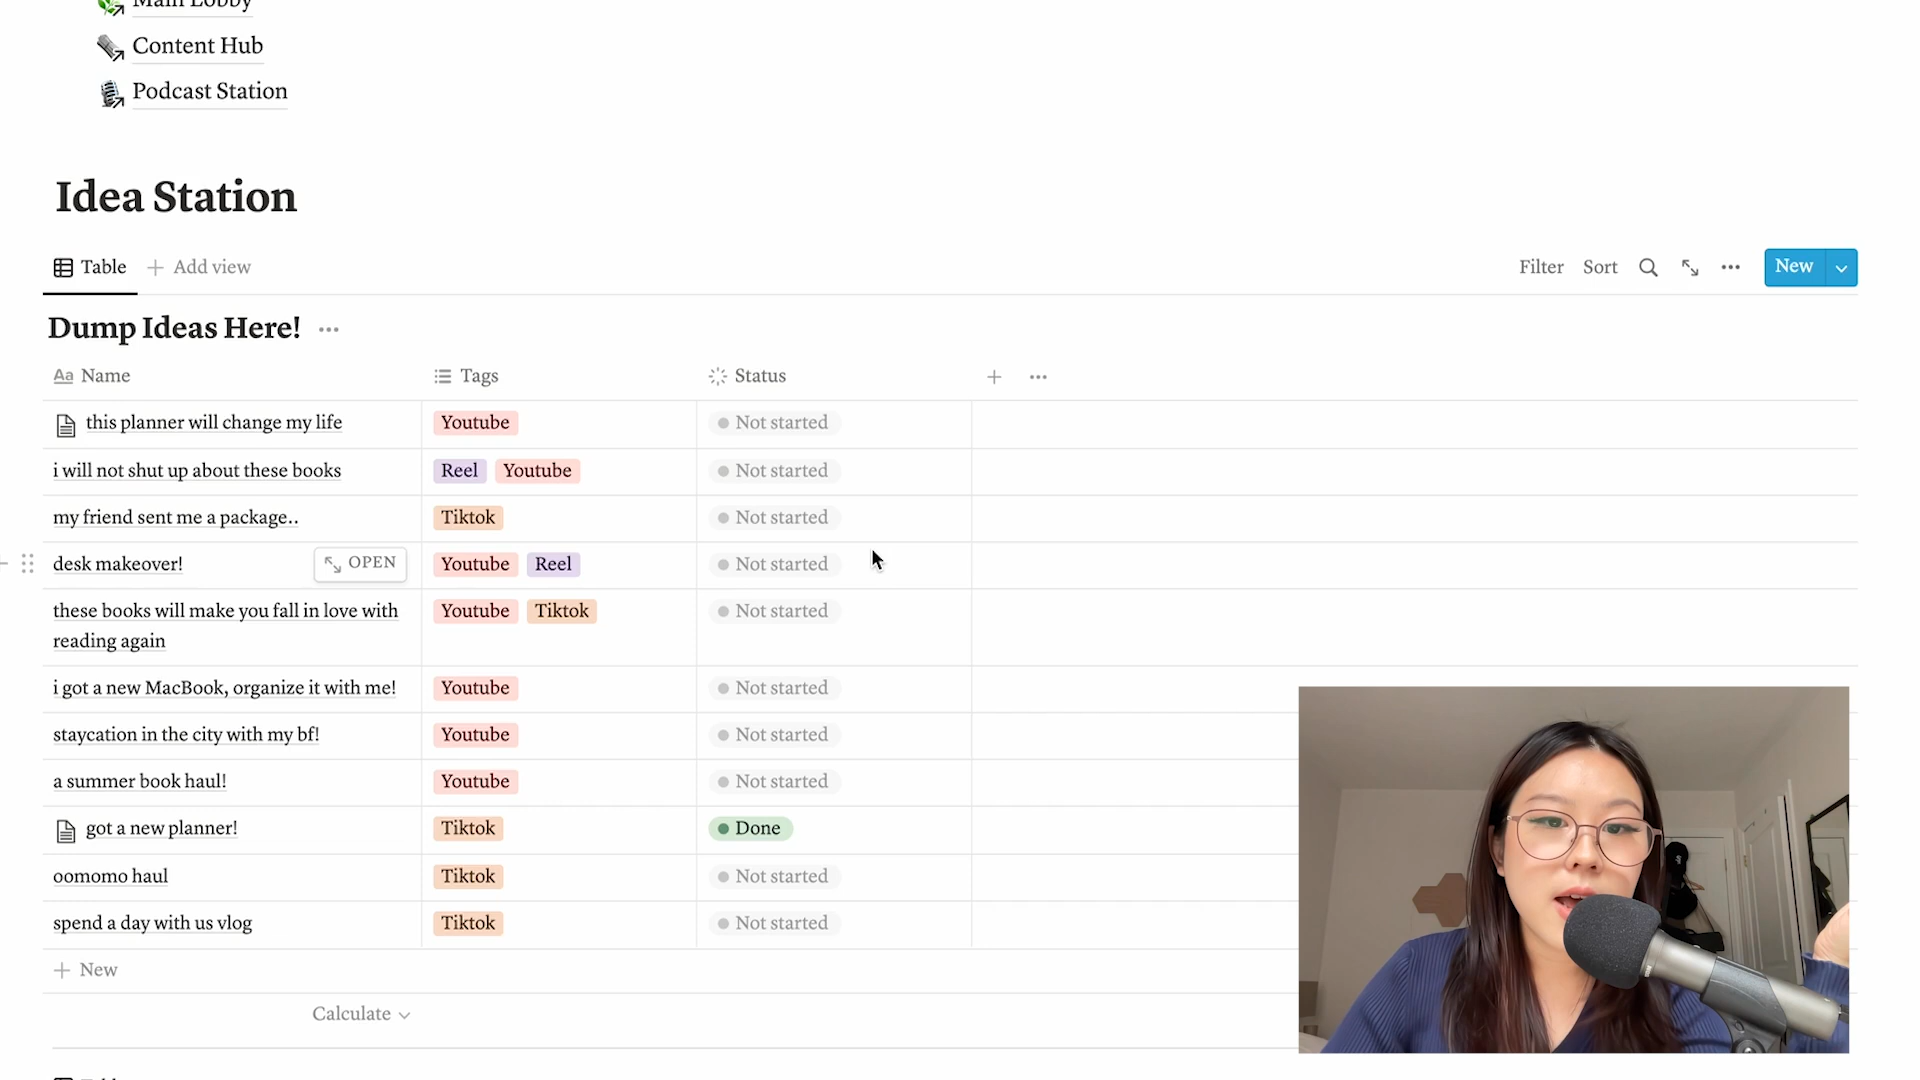 Main Lobby
Content Hub
Podcast Station
Idea Station
Table
Add view
Filter Sort
New
Dump Ideas Here!
Aa Name Tags Status
this planner will change my life Youtube Not started
i will not shut up about these books Reel Youtube Not started
my friend sent me a package.. Tiktok Not started
desk makeover! OPEN Youtube Reel Not started
these books will make you fall in love with Youtube Tiktok Not started
reading again
i got a new MacBook, organize it with me! Youtube Not started
staycation in the city with my bf! Youtube Not started
a summer book haul! Youtube Not started
got a new planner! Tiktok Done
oomomo haul Tiktok Not started
spend a day with us vlog Tiktok Not started
New
Calculate